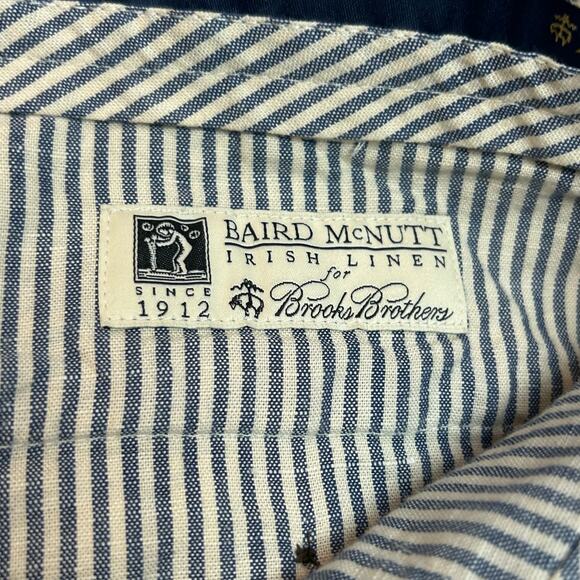 BAIRD McNUTT
IRISH LINEN
for
Brooks Brothers
SINCE
1912